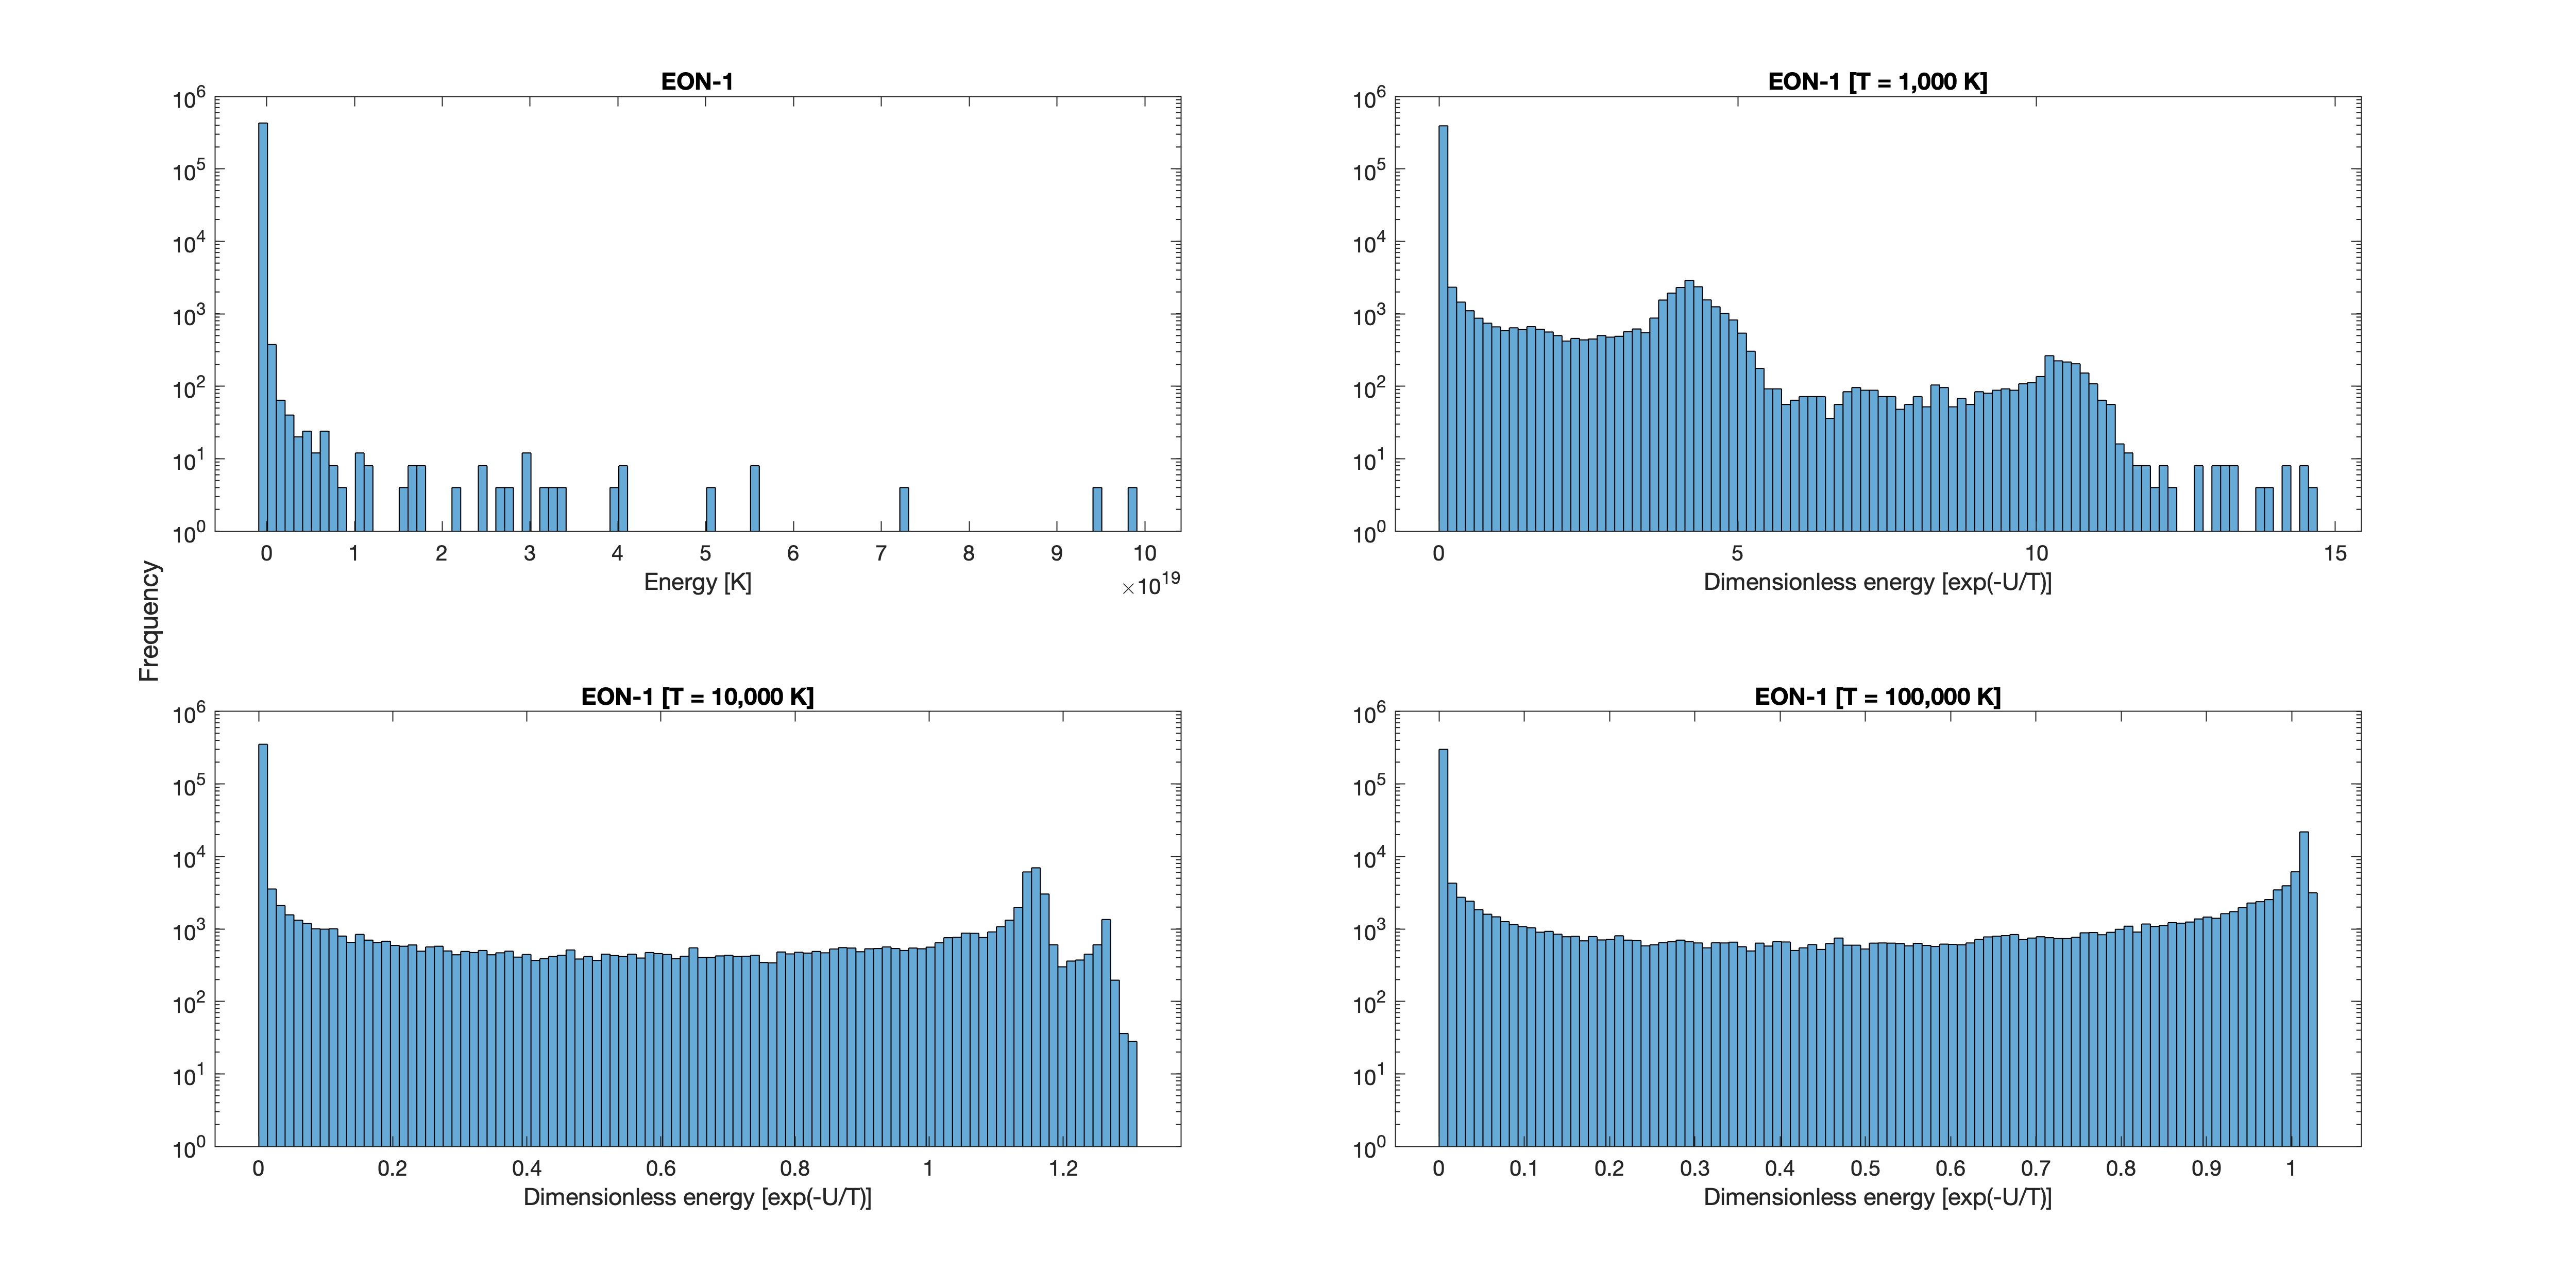 EON-1
10^6
10^5
10^4
10^3
10^2
10^1
10^0
0 1 2 3 4 5 6 7 8 9 10
Energy [K]
×10^19
EON-1 [T = 1,000 K]
10^6
10^5
10^4
10^3
10^2
10^1
10^0
0 5 10 15
Dimensionless energy [exp(-U/T)]
Frequency
EON-1 [T = 10,000 K]
10^6
10^5
10^4
10^3
10^2
10^1
10^0
0 0.2 0.4 0.6 0.8 1 1.2
Dimensionless energy [exp(-U/T)]
EON-1 [T = 100,000 K]
10^6
10^5
10^4
10^3
10^2
10^1
10^0
0 0.1 0.2 0.3 0.4 0.5 0.6 0.7 0.8 0.9 1
Dimensionless energy [exp(-U/T)]